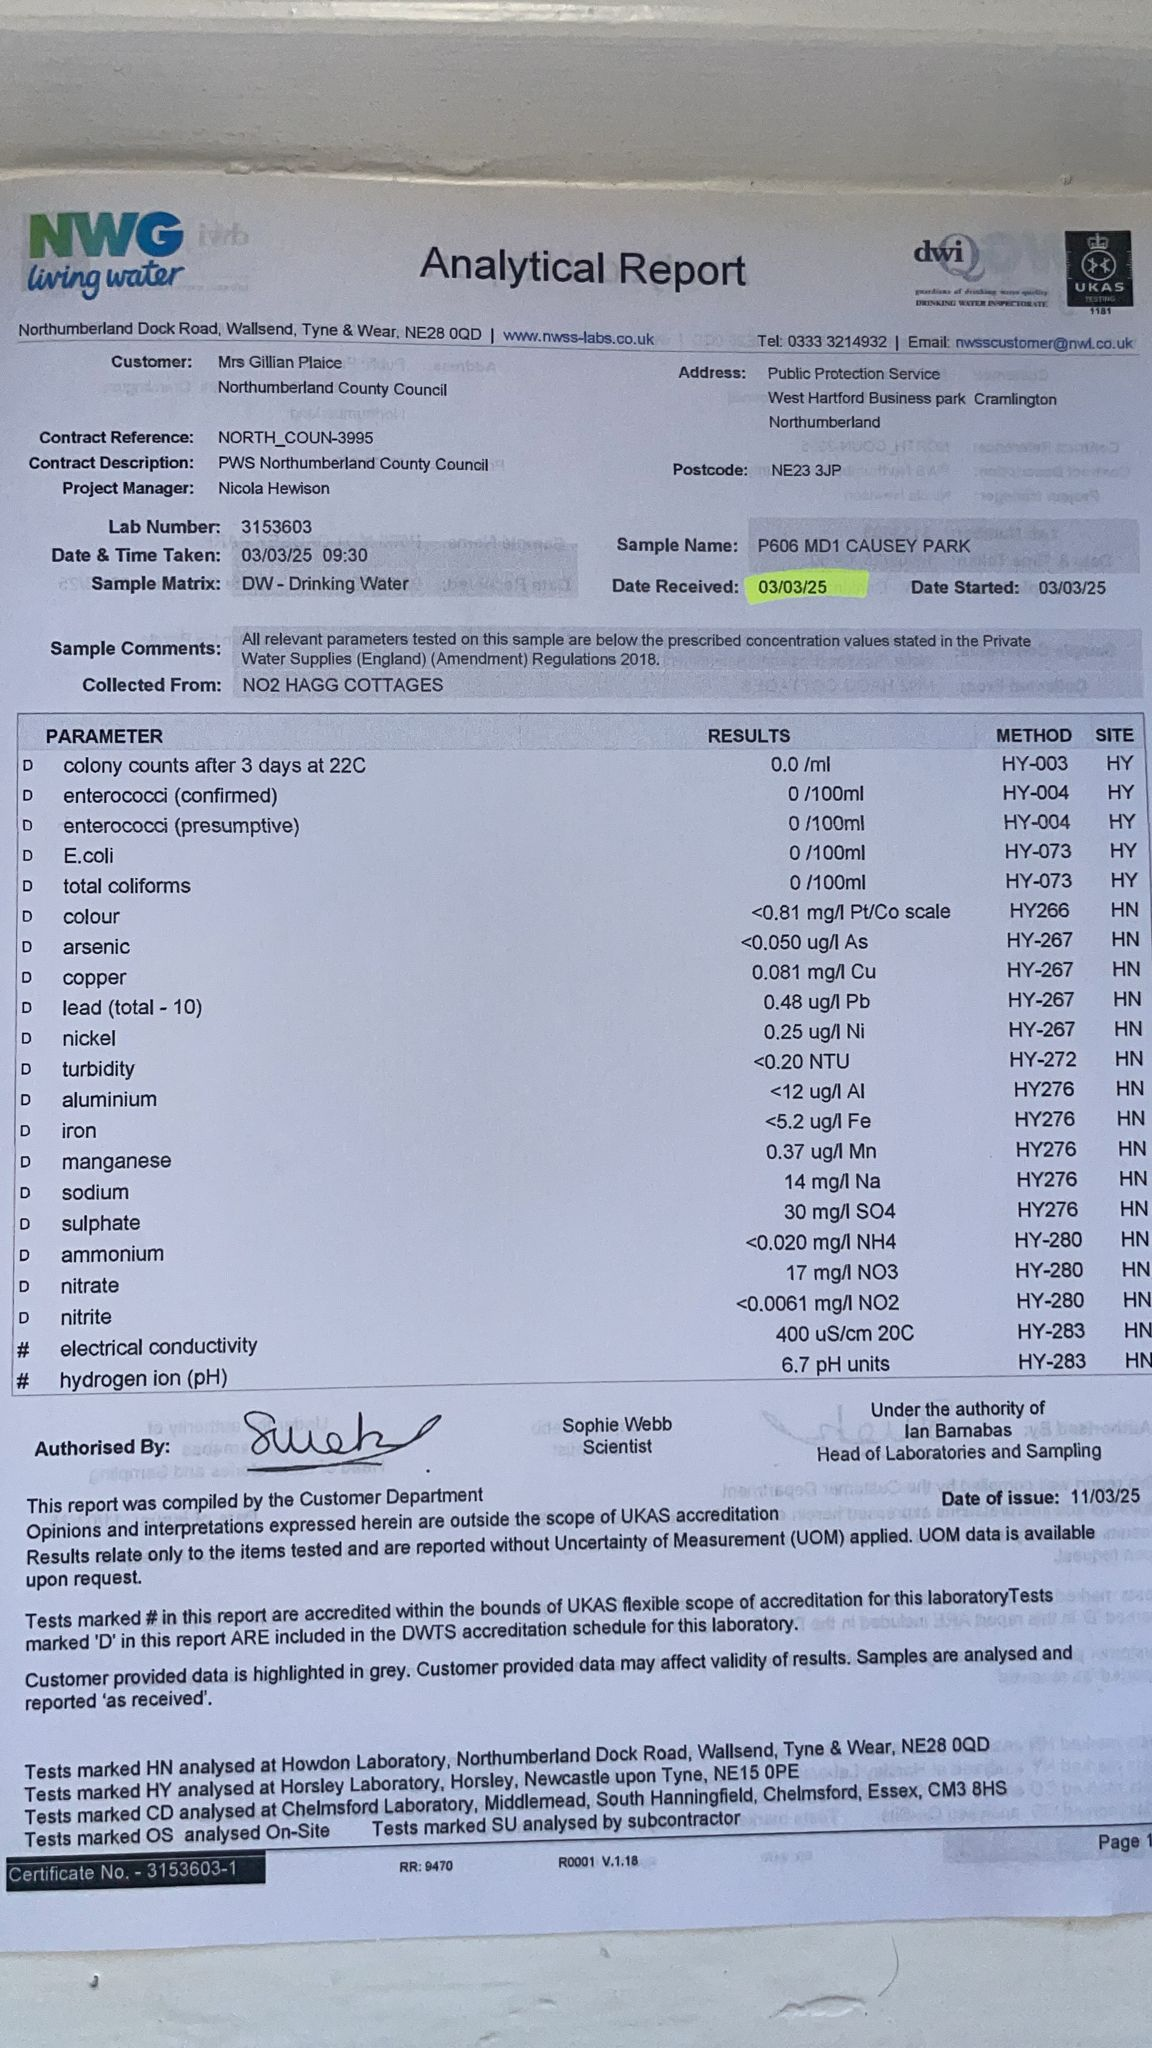 NWG
living water
Analytical Report
dwi
guardians of drinking water quality
DRINKING WATER INSPECTORATE
UKAS
TESTING
1181
Northumberland Dock Road, Wallsend, Tyne & Wear, NE28 0QD | www.nwss-labs.co.uk Tel: 0333 3214932 | Email: nwsscustomer@nwl.co.uk
Customer: Mrs Gillian Plaice
Northumberland County Council
Address: Public Protection Service
West Hartford Business park Cramlington
Northumberland
Contract Reference: NORTH_COUN-3995
Contract Description: PWS Northumberland County Council
Postcode: NE23 3JP
Project Manager: Nicola Hewison
Lab Number: 3153603
Sample Name: P606 MD1 CAUSEY PARK
Date & Time Taken: 03/03/25 09:30
Sample Matrix: DW - Drinking Water
Date Received: 03/03/25 Date Started: 03/03/25
Sample Comments: All relevant parameters tested on this sample are below the prescribed concentration values stated in the Private
Water Supplies (England) (Amendment) Regulations 2018.
Collected From: NO2 HAGG COTTAGES
PARAMETER RESULTS METHOD SITE
D colony counts after 3 days at 22C 0.0 /ml HY-003 HY
D enterococci (confirmed) 0 /100ml HY-004 HY
D enterococci (presumptive) 0 /100ml HY-004 HY
D E.coli 0 /100ml HY-073 HY
D total coliforms 0 /100ml HY-073 HY
D colour <0.81 mg/l Pt/Co scale HY266 HN
D arsenic <0.050 ug/l As HY-267 HN
D copper 0.081 mg/l Cu HY-267 HN
D lead (total - 10) 0.48 ug/l Pb HY-267 HN
D nickel 0.25 ug/l Ni HY-267 HN
D turbidity <0.20 NTU HY-272 HN
D aluminium <12 ug/l Al HY276 HN
D iron <5.2 ug/l Fe HY276 HN
D manganese 0.37 ug/l Mn HY276 HN
D sodium 14 mg/l Na HY276 HN
D sulphate 30 mg/l SO4 HY276 HN
D ammonium <0.020 mg/l NH4 HY-280 HN
D nitrate 17 mg/l NO3 HY-280 HN
D nitrite <0.0061 mg/l NO2 HY-280 HN
# electrical conductivity 400 uS/cm 20C HY-283 HN
# hydrogen ion (pH) 6.7 pH units HY-283 HN
Authorised By:
Sophie Webb
Scientist
Under the authority of
Ian Barnabas
Head of Laboratories and Sampling
This report was compiled by the Customer Department
Date of issue: 11/03/25
Opinions and interpretations expressed herein are outside the scope of UKAS accreditation
Results relate only to the items tested and are reported without Uncertainty of Measurement (UOM) applied. UOM data is available
upon request.
Tests marked # in this report are accredited within the bounds of UKAS flexible scope of accreditation for this laboratoryTests
marked 'D' in this report ARE included in the DWTS accreditation schedule for this laboratory.
Customer provided data is highlighted in grey. Customer provided data may affect validity of results. Samples are analysed and
reported 'as received'.
Tests marked HN analysed at Howdon Laboratory, Northumberland Dock Road, Wallsend, Tyne & Wear, NE28 0QD
Tests marked HY analysed at Horsley Laboratory, Horsley, Newcastle upon Tyne, NE15 0PE
Tests marked CD analysed at Chelmsford Laboratory, Middlemead, South Hanningfield, Chelmsford, Essex, CM3 8HS
Tests marked OS analysed On-Site Tests marked SU analysed by subcontractor
Certificate No. - 3153603-1 RR: 9470 R0001 V.1.18 Page 1